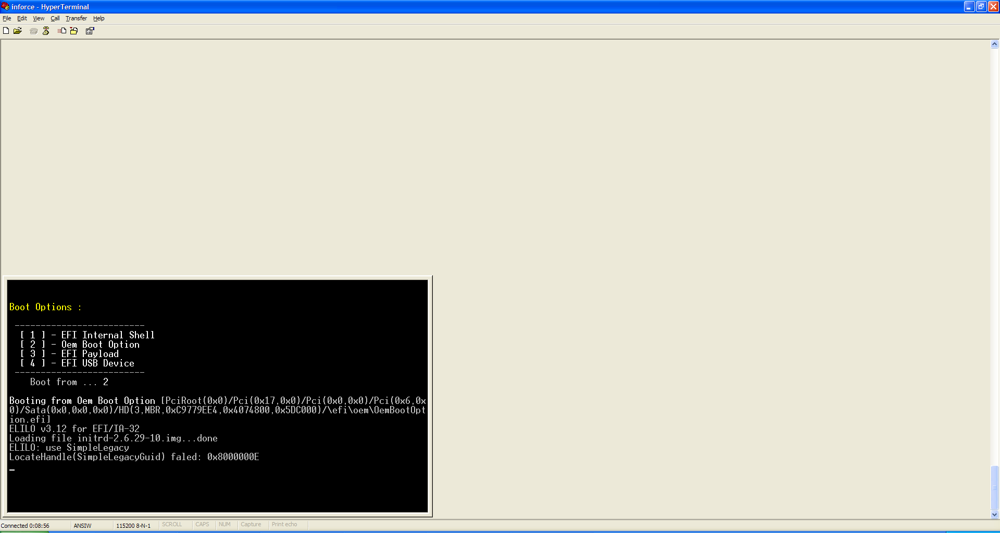 inforce - HyperTerminal
File Edit View Call Transfer Help
Boot Options :
--------------------------
[ 1 ] - EFI Internal Shell
[ 2 ] - Oem Boot Option
[ 3 ] - EFI Payload
[ 4 ] - EFI USB Device
--------------------------
Boot from ... 2
Booting from Oem Boot Option [PciRoot(0x0)/Pci(0x17,0x0)/Pci(0x0,0x0)/Pci(0x6,0x
0)/Sata(0x0,0x0,0x0)/HD(3,MBR,0xC9779EE4,0x4074800,0x5DC000)/\efi\oem\OemBootOpt
ion.efi]
ELILO v3.12 for EFI/IA-32
Loading file initrd-2.6.29-10.img...done
ELILO: use SimpleLegacy
LocateHandle(SimpleLegacyGuid) faled: 0x8000000E
_
Connected 0:08:56 ANSIW 115200 8-N-1 SCROLL CAPS NUM Capture Print echo